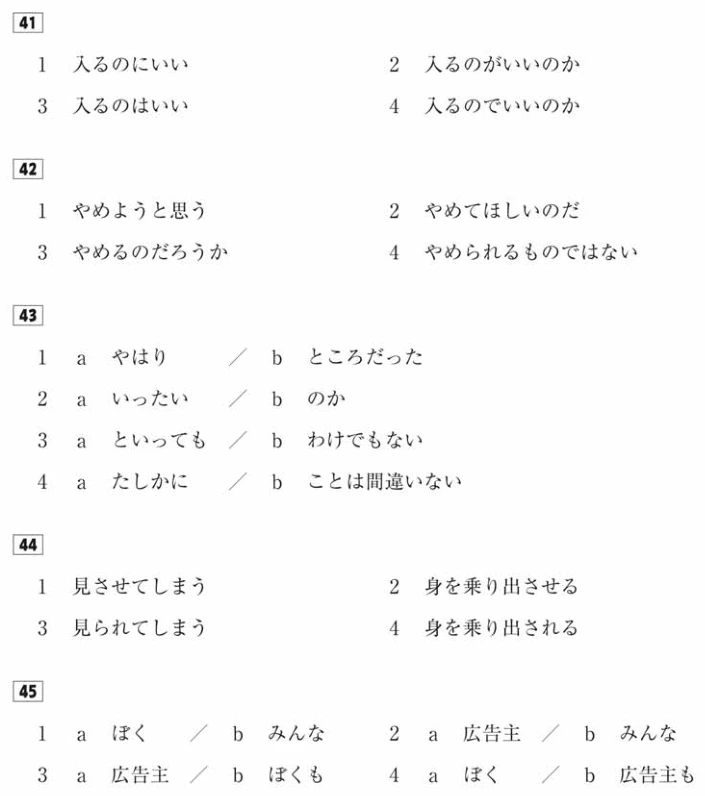 41
1 入るのにいい 2 入るのがいいのか
3 入るのはいい 4 入るのでいいのか
42
1 やめようと思う 2 やめてほしいのだ
3 やめるのだろうか 4 やめられるものではない
43
1 a やはり ／ b ところだった
2 a いったい ／ b のか
3 a といっても ／ b わけでもない
4 a たしかに ／ b ことは間違いない
44
1 見させてしまう 2 身を乗り出させる
3 見られてしまう 4 身を乗り出される
45
1 a ぼく ／ b みんな 2 a 広告主 ／ b みんな
3 a 広告主 ／ b ぼくも 4 a ぼく ／ b 広告主も